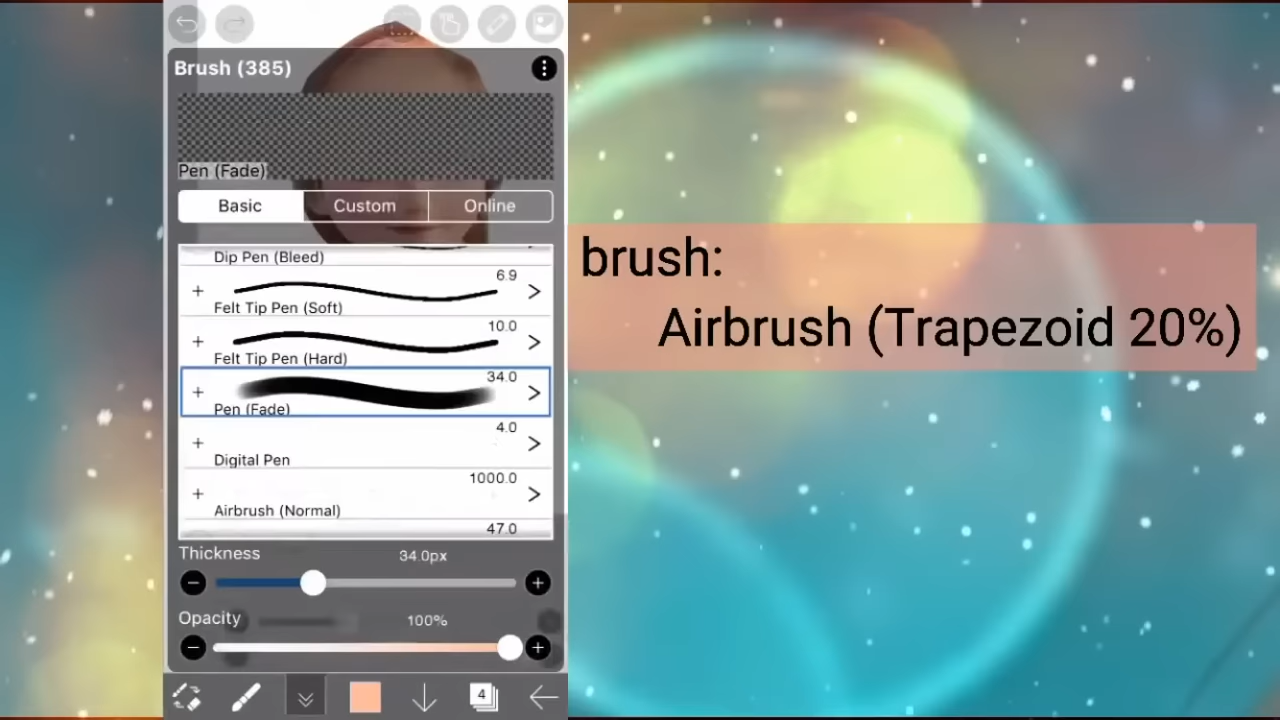 Brush (385)
Pen (Fade)
Basic
Custom
Online
Dip Pen (Bleed)
6.9
Felt Tip Pen (Soft)
10.0
Felt Tip Pen (Hard)
34.0
Pen (Fade)
4.0
Digital Pen
1000.0
Airbrush (Normal)
47.0
Thickness
34.0px
Opacity
100%
4
brush:
Airbrush (Trapezoid 20%)